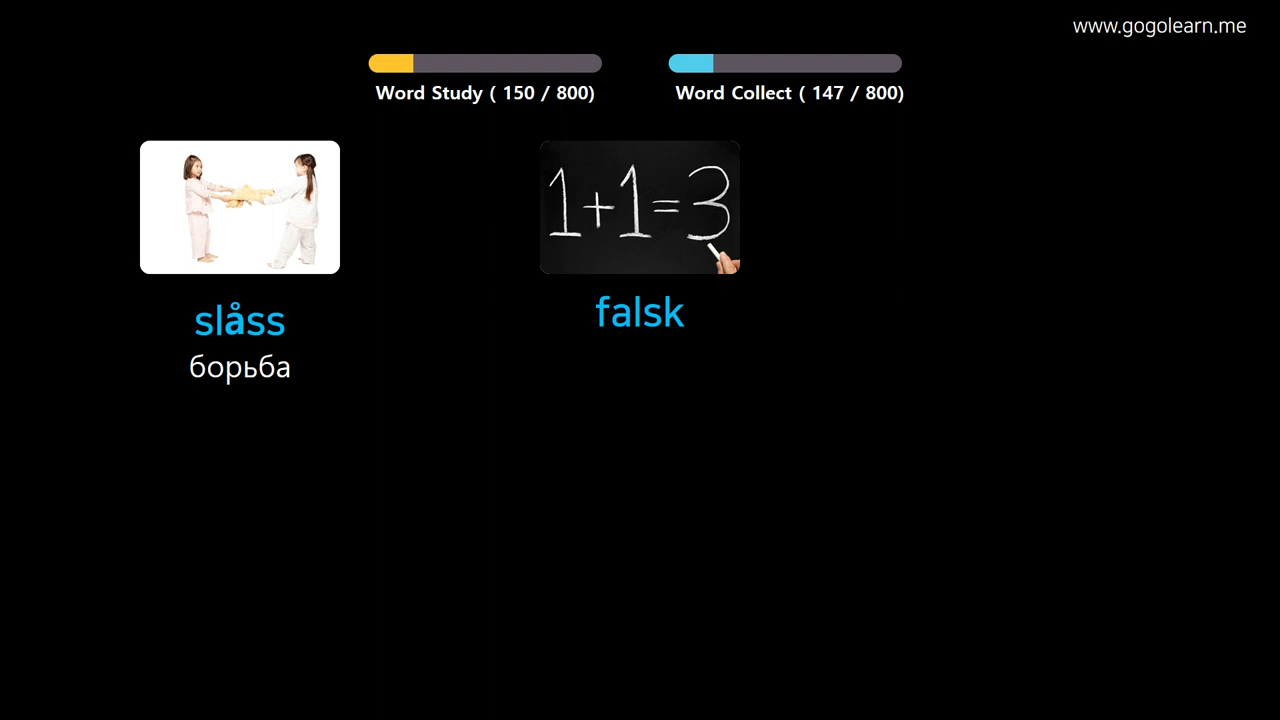 www.gogolearn.me
Word Study ( 150 / 800)
Word Collect ( 147 / 800)
1+1=3
slåss
falsk
борьба